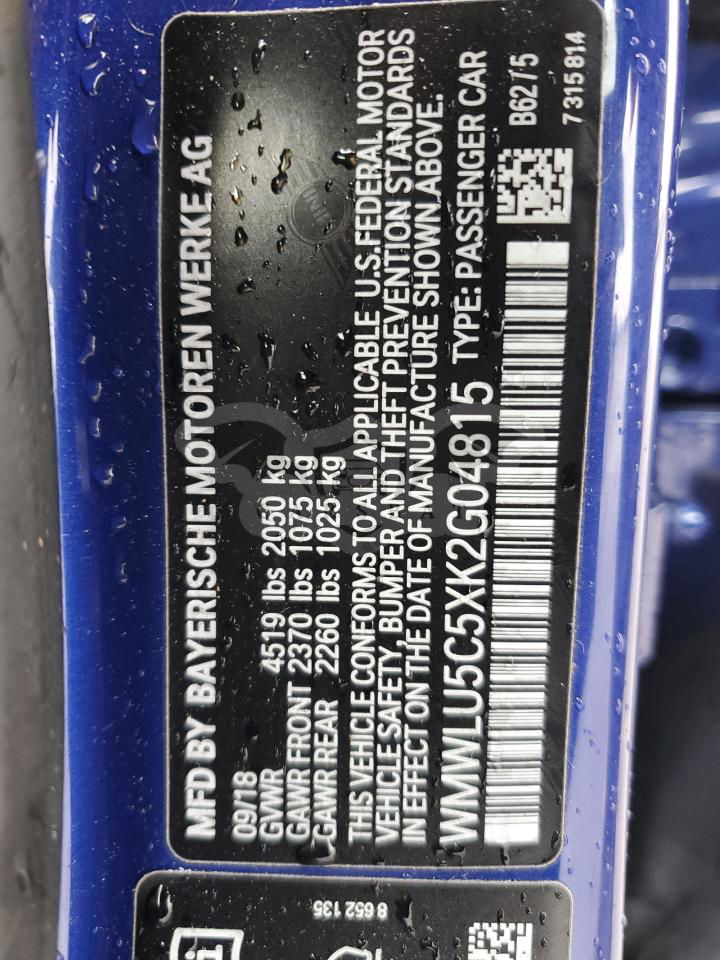 MFD BY BAYERISCHE MOTOREN WERKE AG
09/18
GVWR 4519 lbs 2050 kg
GAWR FRONT 2370 lbs 1075 kg
GAWR REAR 2260 lbs 1025 kg
THIS VEHICLE CONFORMS TO ALL APPLICABLE U.S. FEDERAL MOTOR
VEHICLE SAFETY, BUMPER AND THEFT PREVENTION STANDARDS
IN EFFECT ON THE DATE OF MANUFACTURE SHOWN ABOVE.
WMWLU5C5XK2G04815 TYPE: PASSENGER CAR
B62 / 5
7 315 814
MINI
8 652 135